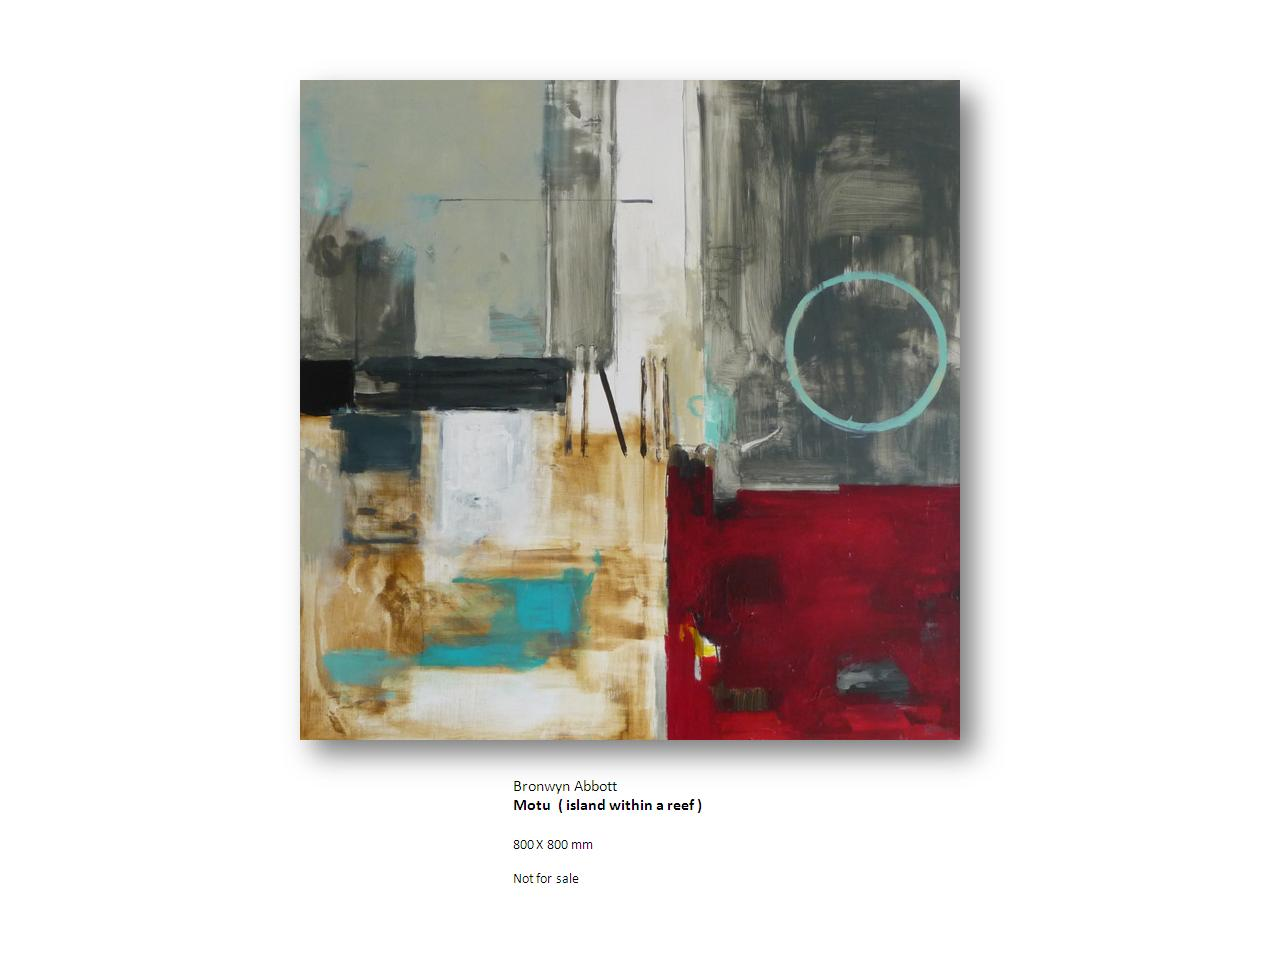 Bronwyn Abbott
Motu ( island within a reef )
800 X 800 mm
Not for sale